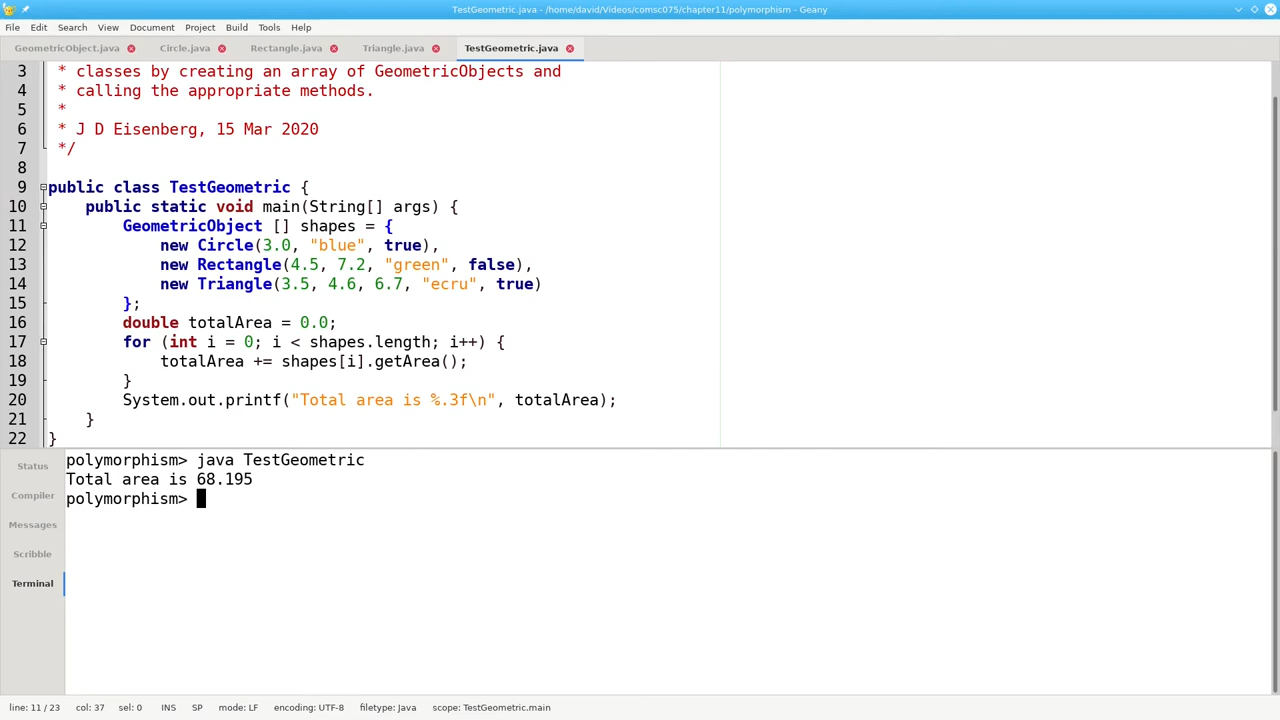 TestGeometric.java - /home/david/Videos/comsc075/chapter11/polymorphism - Geany
File Edit Search View Document Project Build Tools Help
GeometricObject.java Circle.java Rectangle.java Triangle.java TestGeometric.java
3 * classes by creating an array of GeometricObjects and
4 * calling the appropriate methods.
5 *
6 * J D Eisenberg, 15 Mar 2020
7 */
8
9 public class TestGeometric {
10 public static void main(String[] args) {
11 GeometricObject [] shapes = {
12 new Circle(3.0, "blue", true),
13 new Rectangle(4.5, 7.2, "green", false),
14 new Triangle(3.5, 4.6, 6.7, "ecru", true)
15 };
16 double totalArea = 0.0;
17 for (int i = 0; i < shapes.length; i++) {
18 totalArea += shapes[i].getArea();
19 }
20 System.out.printf("Total area is %.3f\n", totalArea);
21 }
22 }
Status
Compiler
Messages
Scribble
Terminal
polymorphism> java TestGeometric
Total area is 68.195
polymorphism>
line: 11 / 23 col: 37 sel: 0 INS SP mode: LF encoding: UTF-8 filetype: Java scope: TestGeometric.main